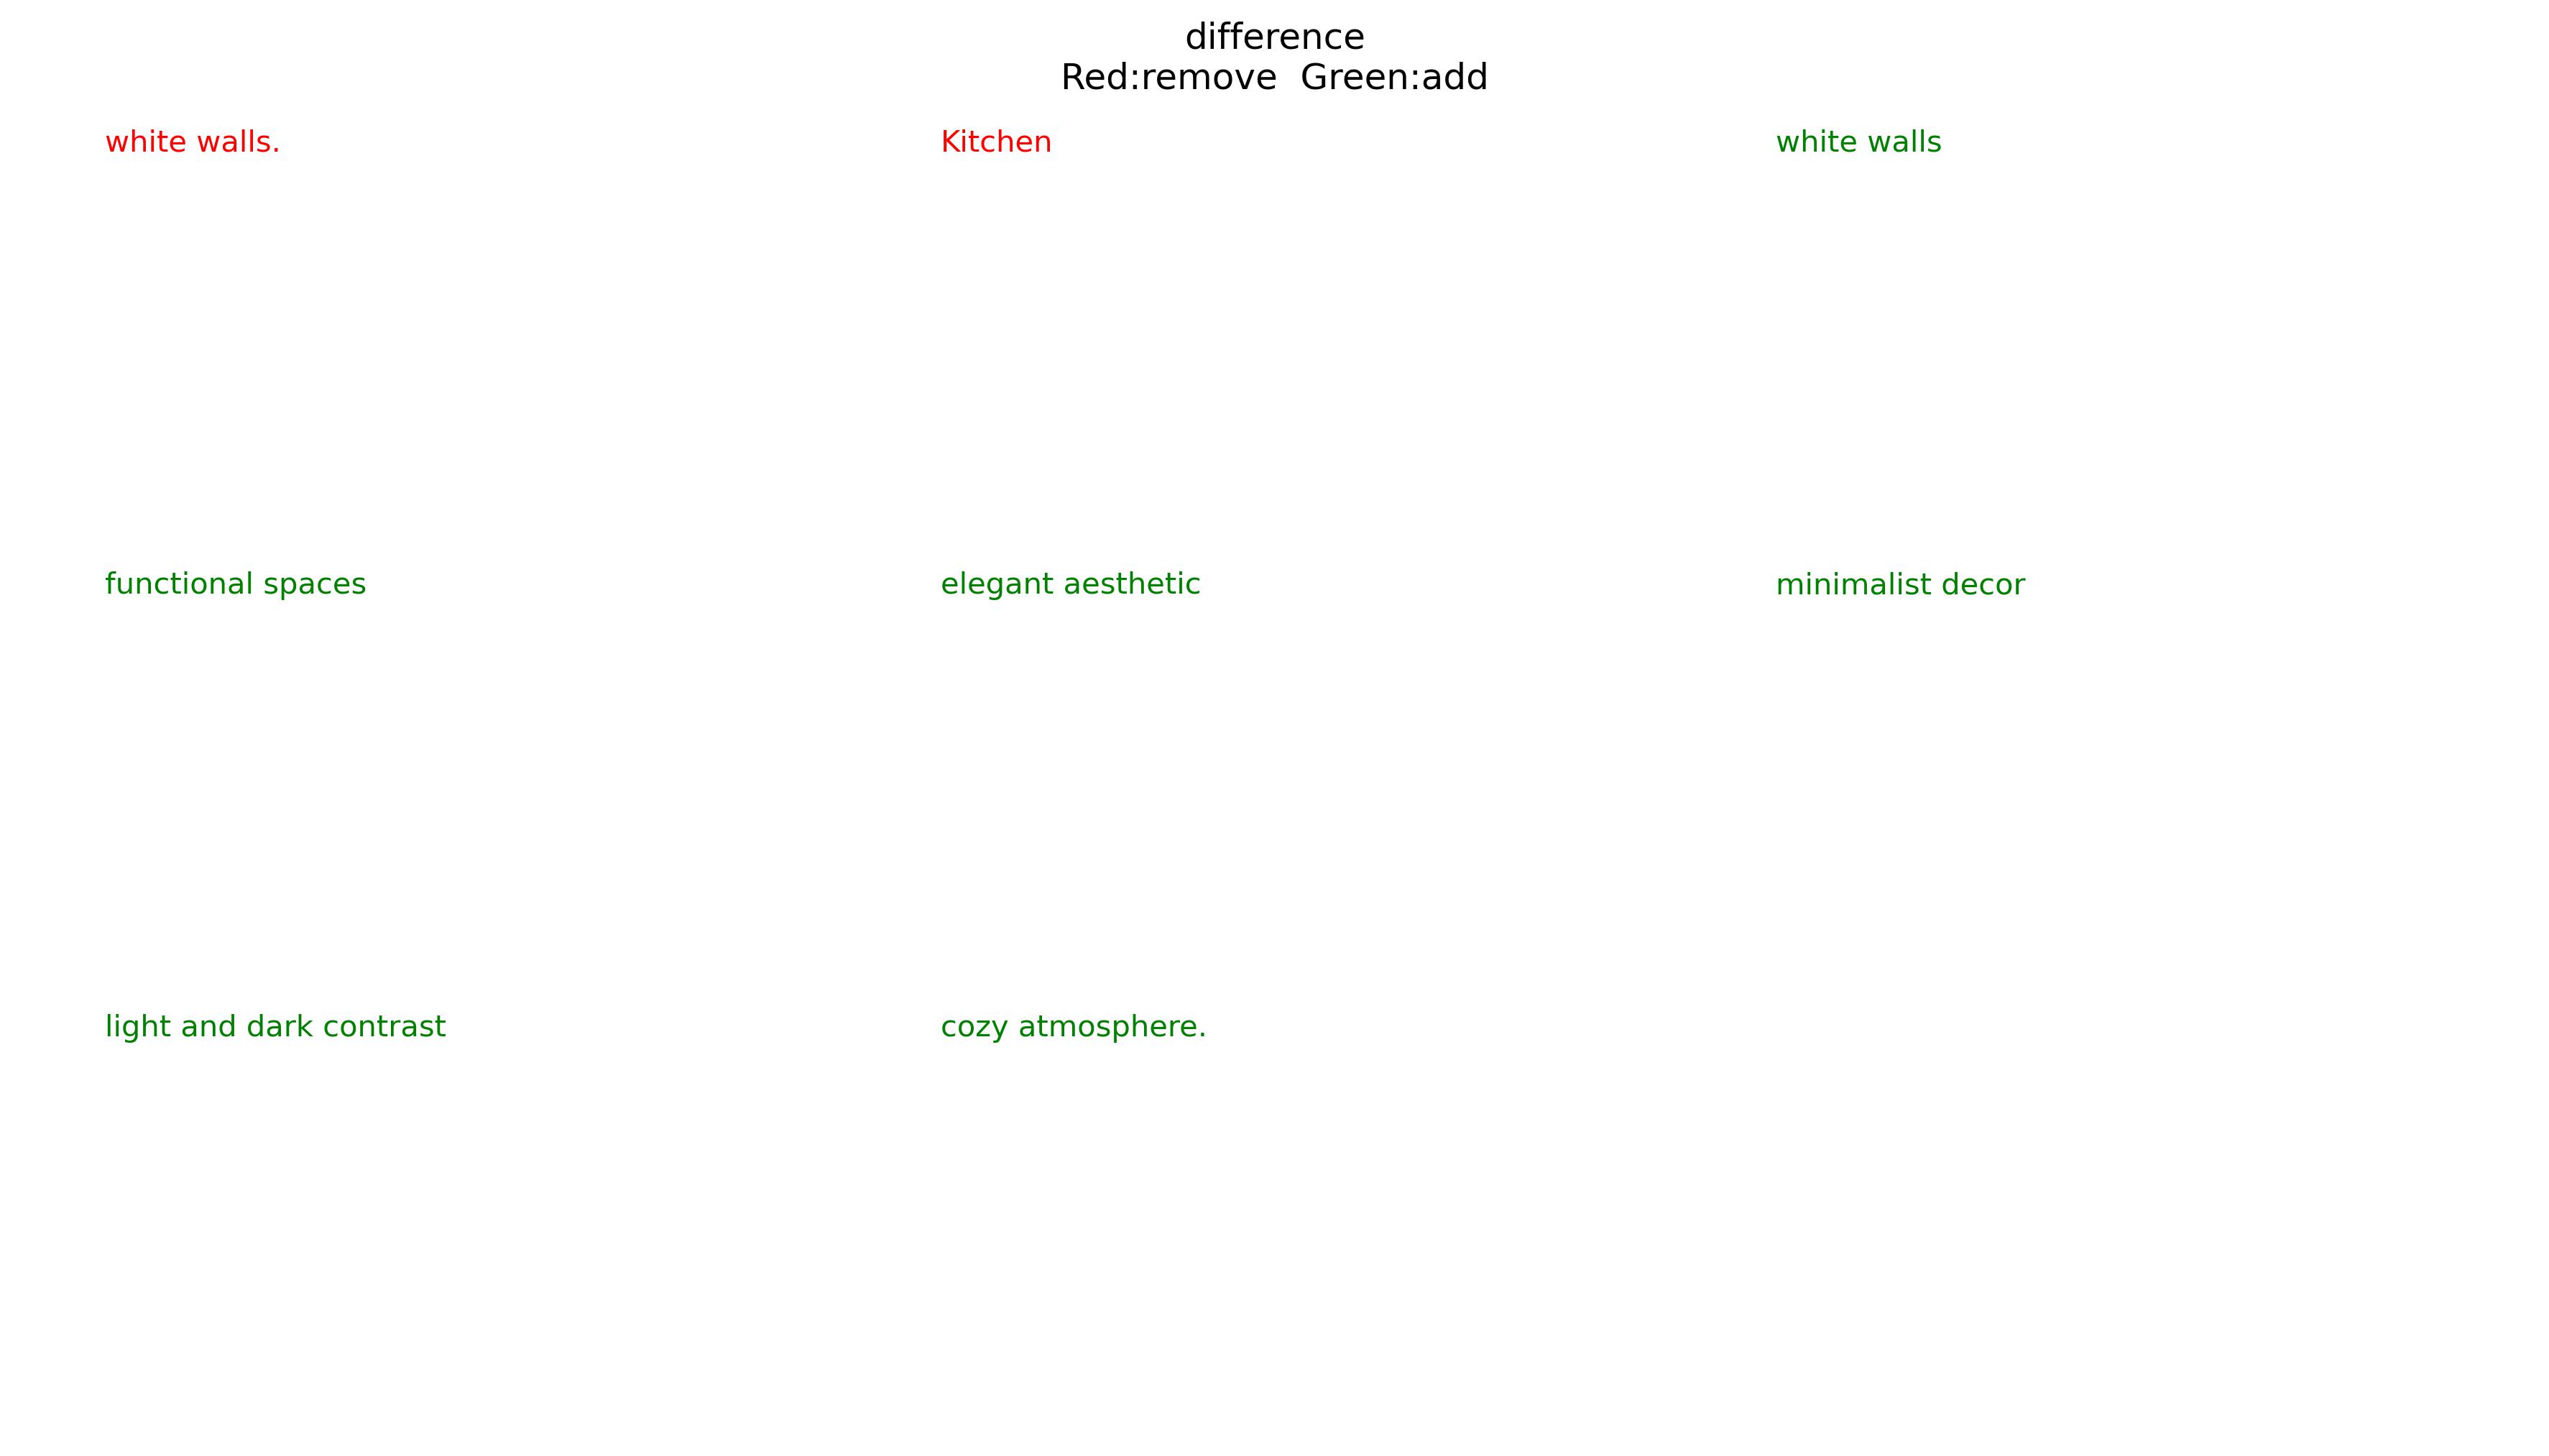 difference
Red:remove  Green:add
white walls.
Kitchen
white walls
functional spaces
elegant aesthetic
minimalist decor
light and dark contrast
cozy atmosphere.